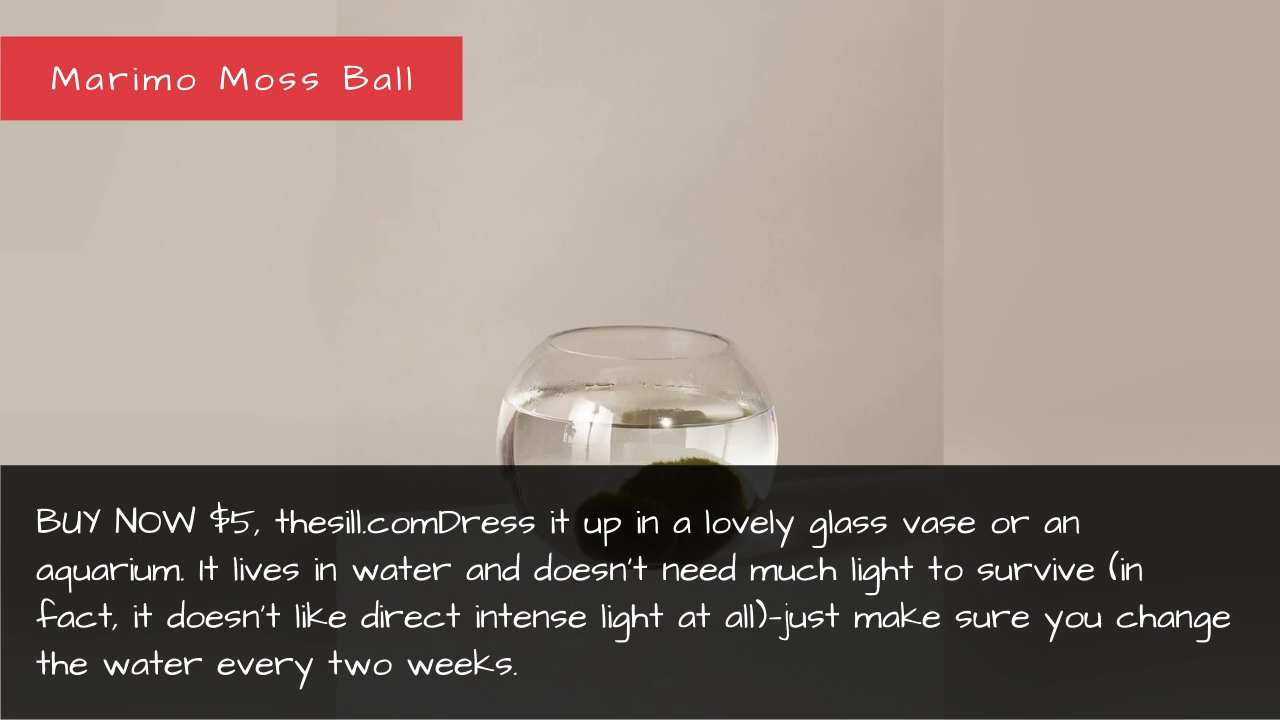 Marimo Moss Ball
BUY NOW $5, thesill.comDress it up in a lovely glass vase or an
aquarium. It lives in water and doesn't need much light to survive (in
fact, it doesn't like direct intense light at all)-just make sure you change
the water every two weeks.